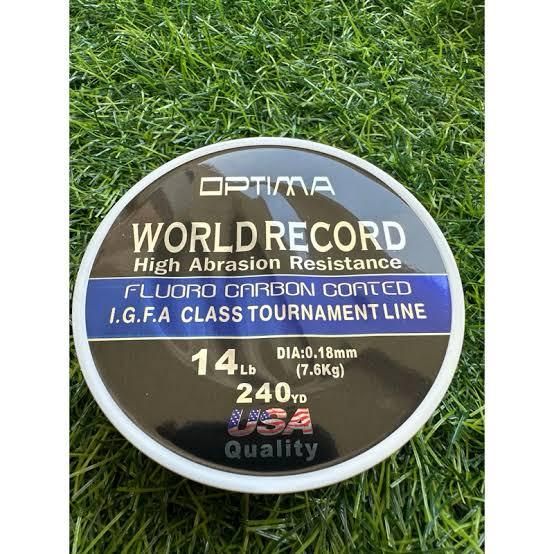 OPTIMA
WORLD RECORD
High Abrasion Resistance
FLUORO CARBON COATED
I.G.F.A CLASS TOURNAMENT LINE
14Lb DIA:0.18mm
(7.6Kg)
240YD
USA
Quality